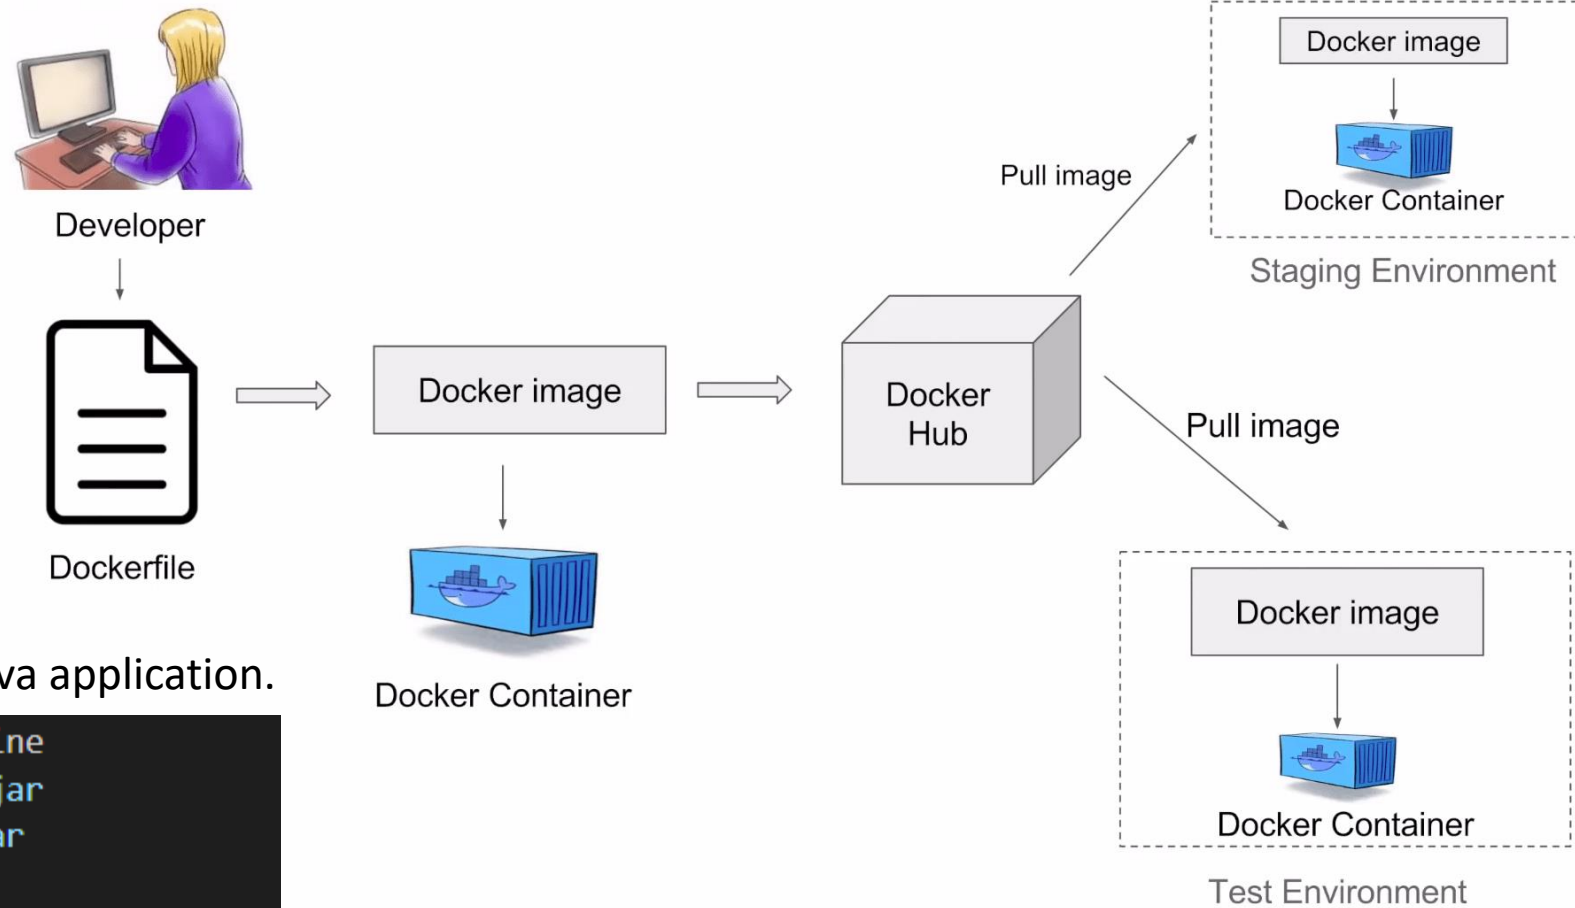 Developer
Dockerfile
Docker image
Docker Container
Docker
Hub
Pull image
Docker image
Docker Container
Staging Environment
Pull image
Docker image
Docker Container
Test Environment
application.
jar